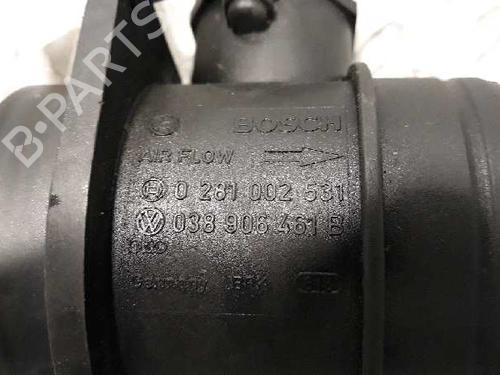 BOSCH
AIR FLOW
0 281 002 531
038 906 461 B
Germany
B-PARTS